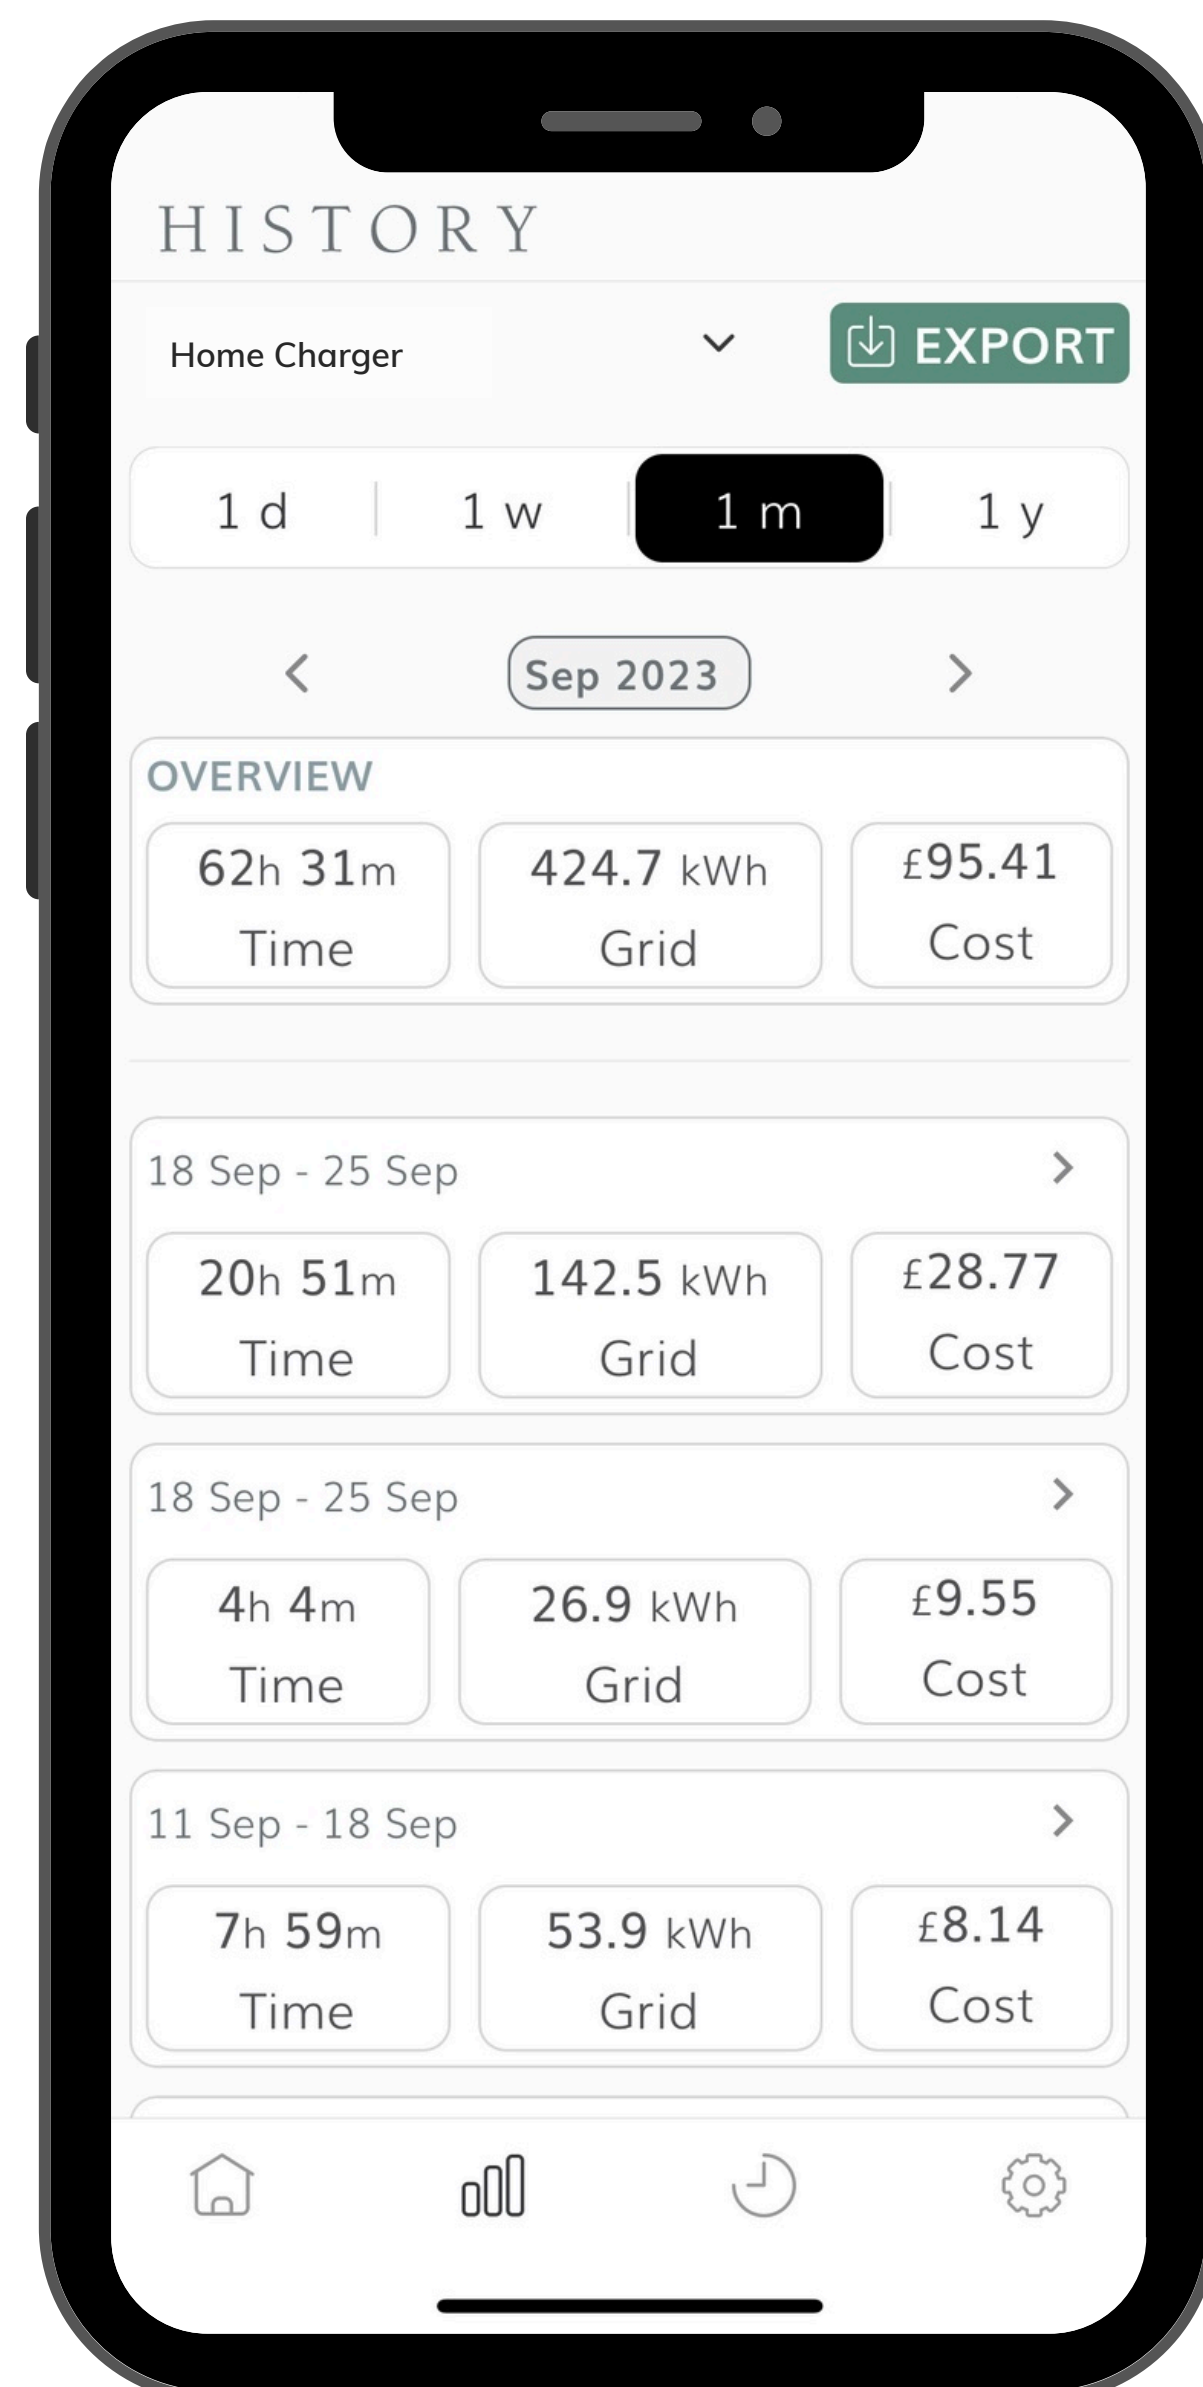 HISTORY
Home Charger
EXPORT
1 d 1 w 1 m 1 y
Sep 2023
OVERVIEW
62h 31m 424.7 kWh £95.41
Time Grid Cost
18 Sep - 25 Sep
20h 51m 142.5 kWh £28.77
Time Grid Cost
18 Sep - 25 Sep
4h 4m 26.9 kWh £9.55
Time Grid Cost
11 Sep - 18 Sep
7h 59m 53.9 kWh £8.14
Time Grid Cost